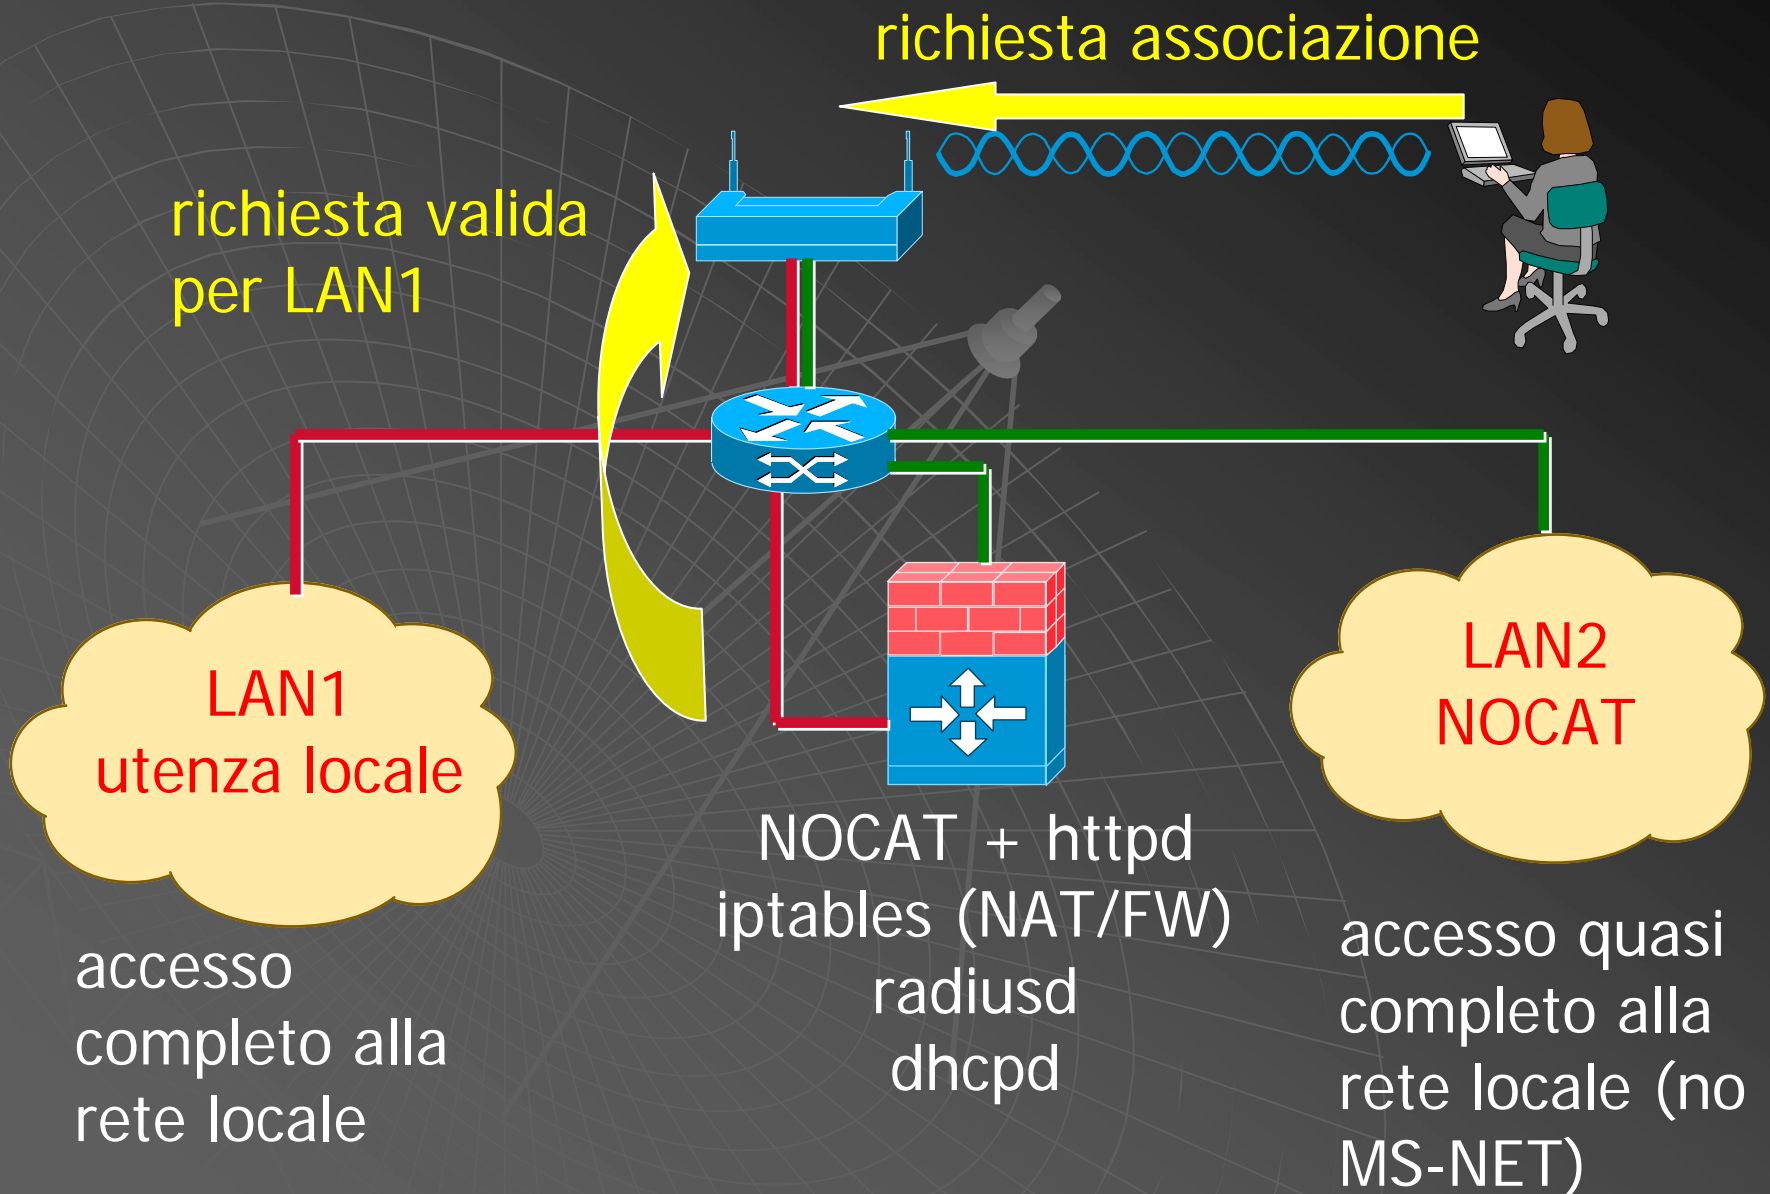 richiesta associazione
richiesta valida
per LAN1
LAN1
utenza locale
LAN2
NOCAT
NOCAT + httpd
iptables (NAT/FW)
radiusd
dhcpd
accesso
completo alla
rete locale
accesso quasi
completo alla
rete locale (no
MS-NET)